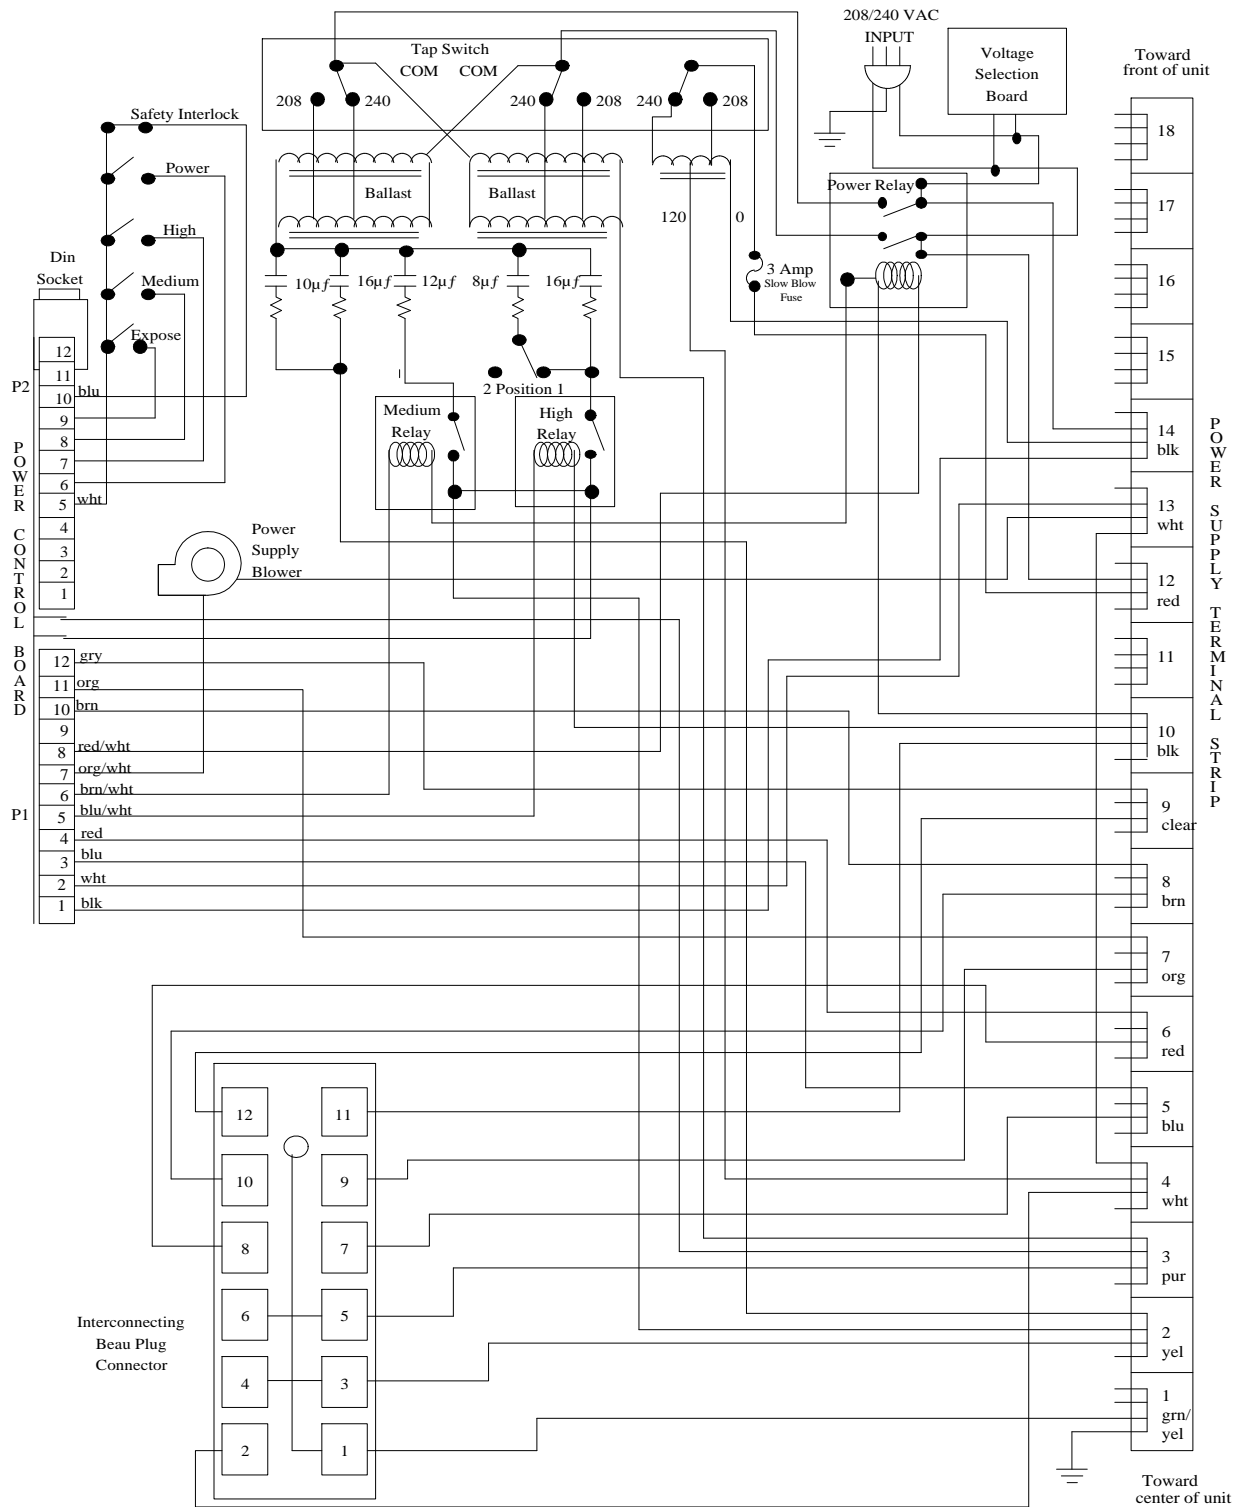 208/240 VAC
INPUT
Tap Switch
COM COM
208
240
240
208
240
208
Voltage
Selection
Board
Toward
front of unit
Safety Interlock
Power
High
Medium
Expose
Din
Socket
Ballast
Ballast
120
0
Power Relay
3 Amp
Slow Blow
Fuse
10µf
16µf
12µf
8µf
16µf
2 Position 1
Medium
Relay
High
Relay
P2
12
11
10
9
8
7
6
5
4
3
2
1
blu
wht
Power
Supply
Blower
POWER CONTROL BOARD
P1
12
11
10
9
8
7
6
5
4
3
2
1
gry
org
brn
red/wht
org/wht
brn/wht
blu/wht
red
blu
wht
blk
18
17
16
15
14
blk
13
wht
12
red
11
10
blk
9
clear
8
brn
7
org
6
red
5
blu
4
wht
3
pur
2
yel
1
grn/
yel
POWER SUPPLY TERMINAL STRIP
Toward
center of unit
12
11
10
9
8
7
6
5
4
3
2
1
Interconnecting
Beau Plug
Connector